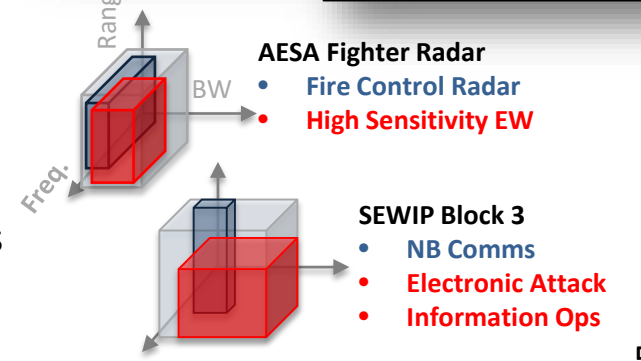 Rang
AESA Fighter Radar
BW
• Fire Control Radar
• High Sensitivity EW
Freq.
SEWIP Block 3
• NB Comms
• Electronic Attack
• Information Ops